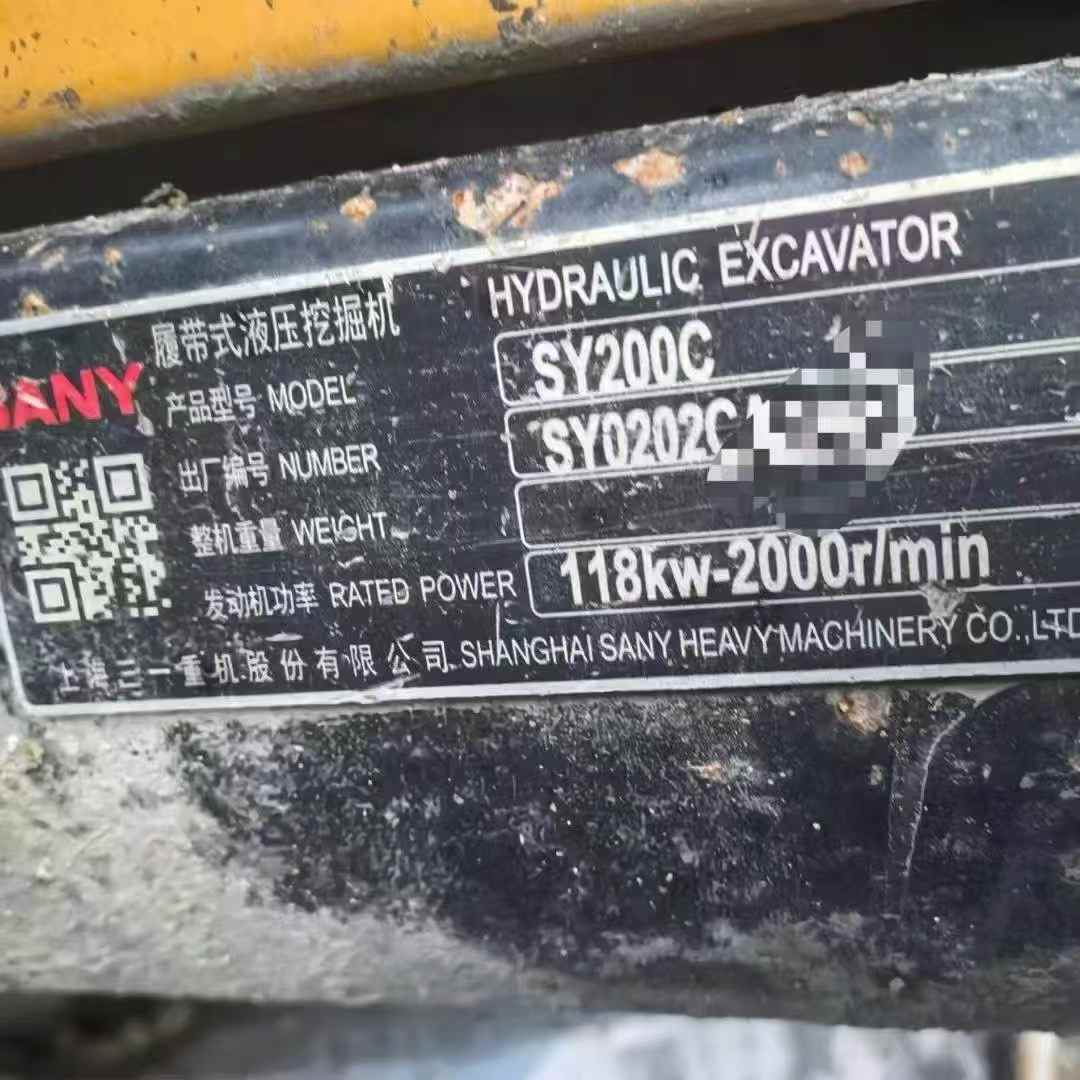 履带式液压挖掘机 HYDRAULIC EXCAVATOR
SANY
产品型号 MODEL SY200C
出厂编号 NUMBER SY0202C
整机重量 WEIGHT
发动机功率 RATED POWER 118kw-2000r/min
上海三一重机股份有限公司 SHANGHAI SANY HEAVY MACHINERY CO.,LTD